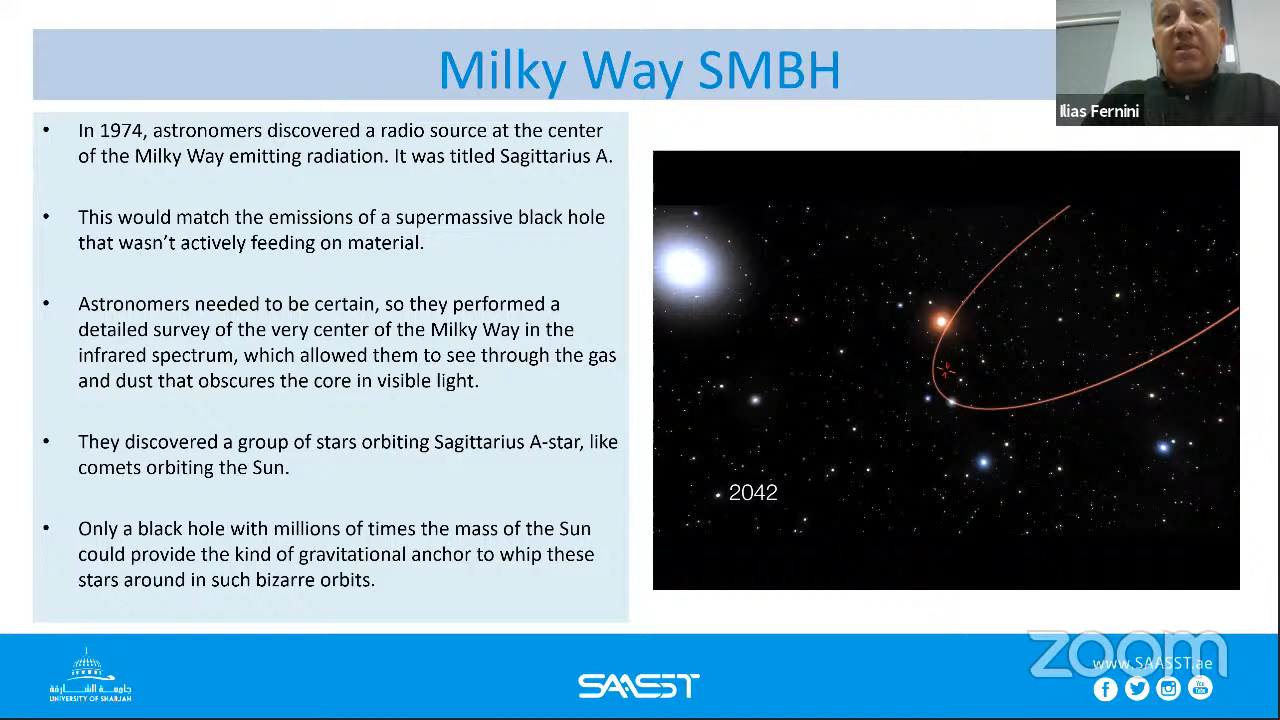 Milky Way SMBH
Ilias Fernini
• In 1974, astronomers discovered a radio source at the center
of the Milky Way emitting radiation. It was titled Sagittarius A.
• This would match the emissions of a supermassive black hole
that wasn't actively feeding on material.
• Astronomers needed to be certain, so they performed a
detailed survey of the very center of the Milky Way in the
infrared spectrum, which allowed them to see through the gas
and dust that obscures the core in visible light.
• They discovered a group of stars orbiting Sagittarius A-star, like
comets orbiting the Sun.
• Only a black hole with millions of times the mass of the Sun
could provide the kind of gravitational anchor to whip these
stars around in such bizarre orbits.
2042
جامعة الشارقة
UNIVERSITY OF SHARJAH
SAASST
zoom
www.SAASST.ae
You
Tube